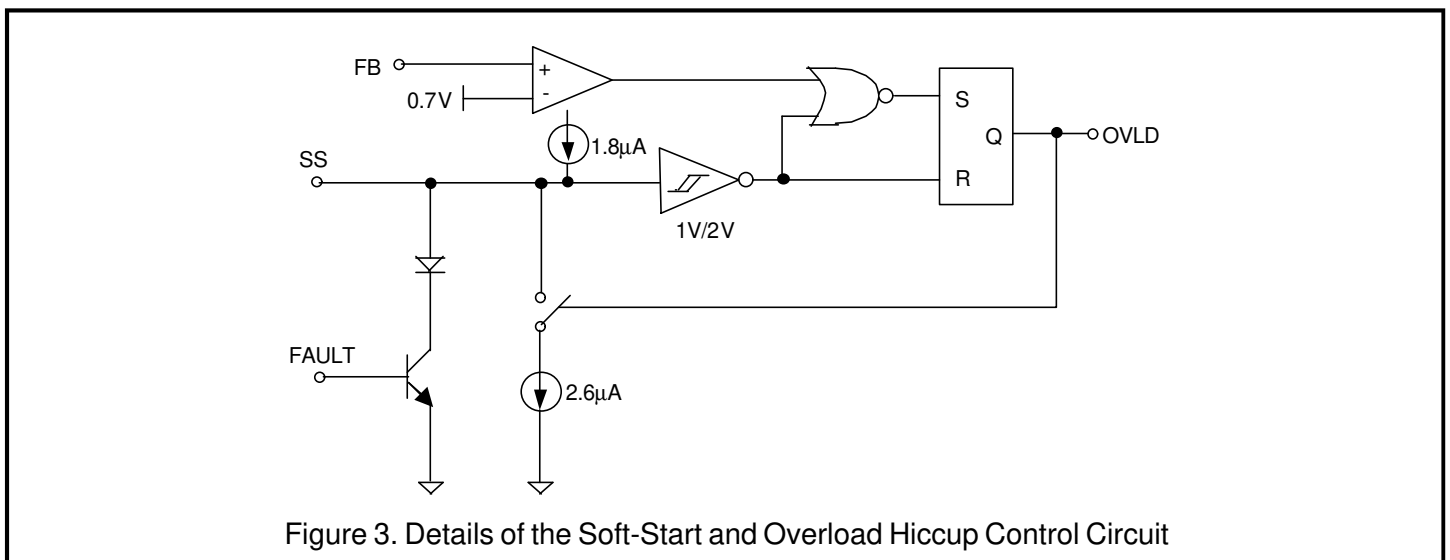 FB
+
-
0.7V
1.8µA
SS
1V/2V
S
Q
R
OVLD
FAULT
2.6µA
Figure 3. Details of the Soft-Start and Overload Hiccup Control Circuit